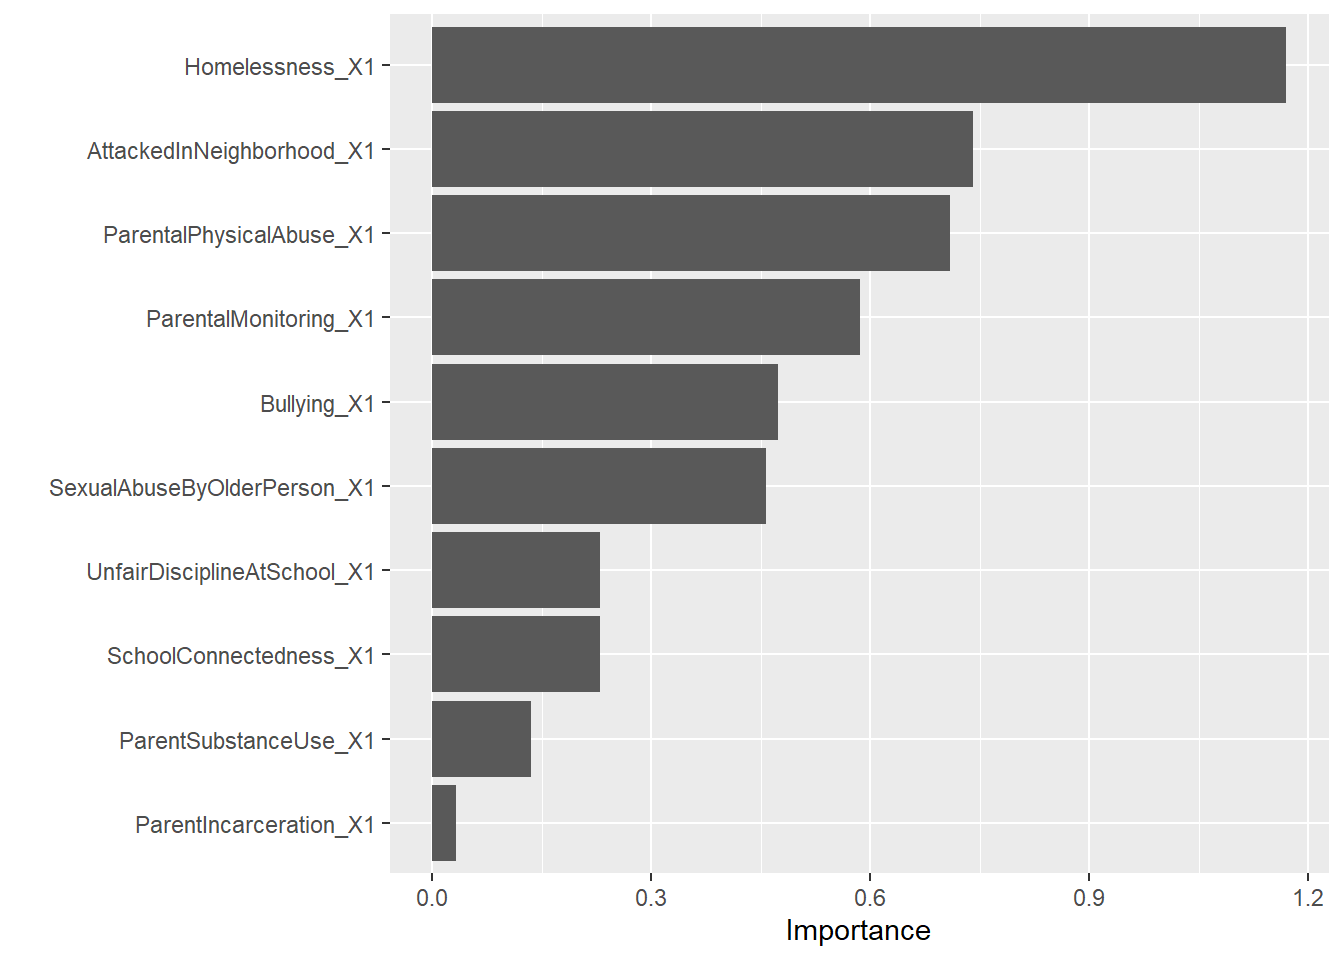 Homelessness_X1
AttackedInNeighborhood_X1
ParentalPhysicalAbuse_X1
ParentalMonitoring_X1
Bullying_X1
SexualAbuseByOlderPerson_X1
UnfairDisciplineAtSchool_X1
SchoolConnectedness_X1
ParentSubstanceUse_X1
ParentIncarceration_X1
0.0 0.3 0.6 0.9 1.2
Importance